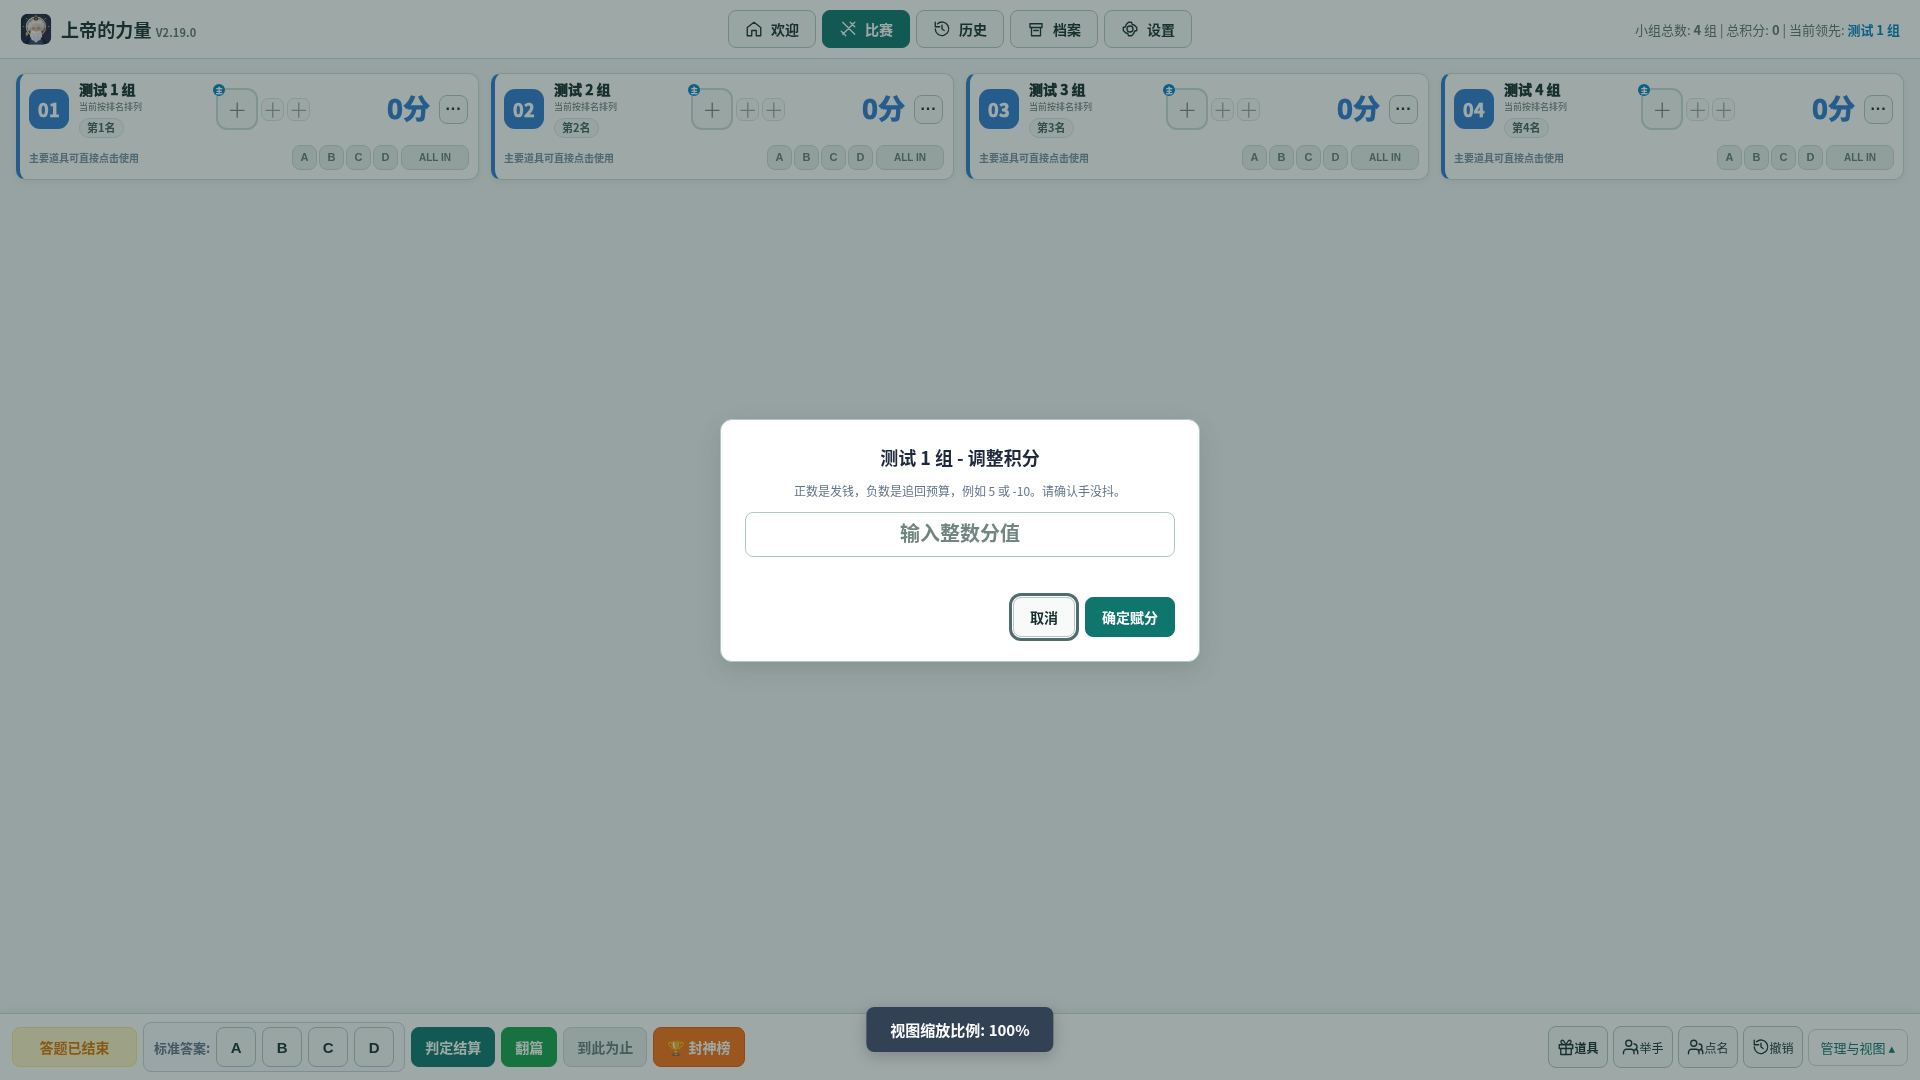 上帝的力量 V2.19.0
欢迎
比赛
历史
档案
设置
小组总数: 4 组 | 总积分: 0 | 当前领先: 测试 1 组
01
测试 1 组
当前按排名排列
第1名
主
0分
...
主要道具可直接点击使用
A B C D ALL IN
02
测试 2 组
当前按排名排列
第2名
主
0分
...
主要道具可直接点击使用
A B C D ALL IN
03
测试 3 组
当前按排名排列
第3名
主
0分
...
主要道具可直接点击使用
A B C D ALL IN
04
测试 4 组
当前按排名排列
第4名
主
0分
...
主要道具可直接点击使用
A B C D ALL IN
测试 1 组 - 调整积分
正数是发钱，负数是追回预算，例如 5 或 -10。请确认手没抖。
输入整数分值
取消
确定赋分
视图缩放比例: 100%
答题已结束
标准答案: A B C D
判定结算
翻篇
到此为止
🏆 封神榜
道具
举手
点名
撤销
管理与视图 ▴